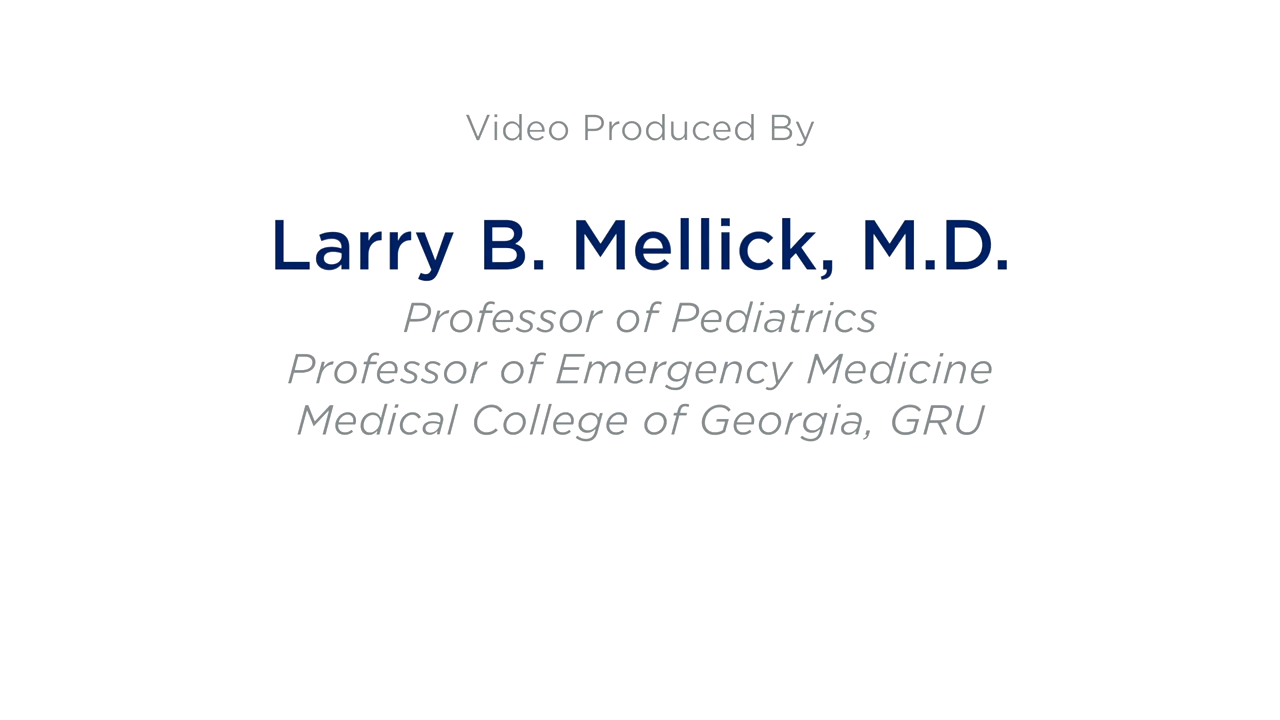 Video Produced By
Larry B. Mellick, M.D.
Professor of Pediatrics
Professor of Emergency Medicine
Medical College of Georgia, GRU